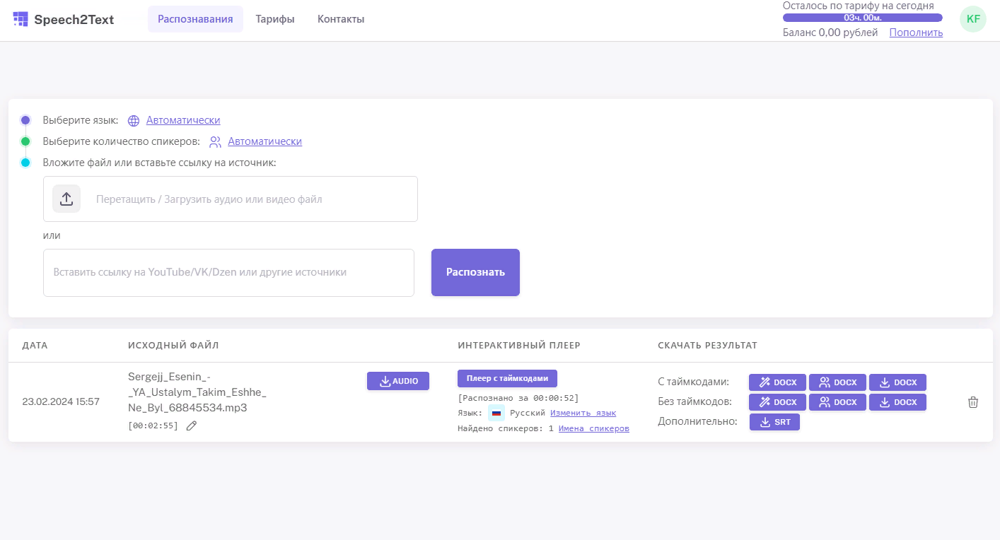 Speech2Text
Распознавания
Тарифы
Контакты
Осталось по тарифу на сегодня
03ч. 00м.
Баланс 0,00 рублей Пополнить
KF
Выберите язык: Автоматически
Выберите количество спикеров: Автоматически
Вложите файл или вставьте ссылку на источник:
Перетащить / Загрузить аудио или видео файл
или
Вставить ссылку на YouTube/VK/Dzen или другие источники
Распознать
ДАТА
ИСХОДНЫЙ ФАЙЛ
ИНТЕРАКТИВНЫЙ ПЛЕЕР
СКАЧАТЬ РЕЗУЛЬТАТ
23.02.2024 15:57
Sergejj_Esenin_-
_YA_Ustalym_Takim_Eshhe_
Ne_Byl_68845534.mp3
[00:02:55]
AUDIO
Плеер с таймкодами
[Распознано за 00:00:52]
Язык: Русский Изменить язык
Найдено спикеров: 1 Имена спикеров
С таймкодами: DOCX DOCX DOCX
Без таймкодов: DOCX DOCX DOCX
Дополнительно: SRT